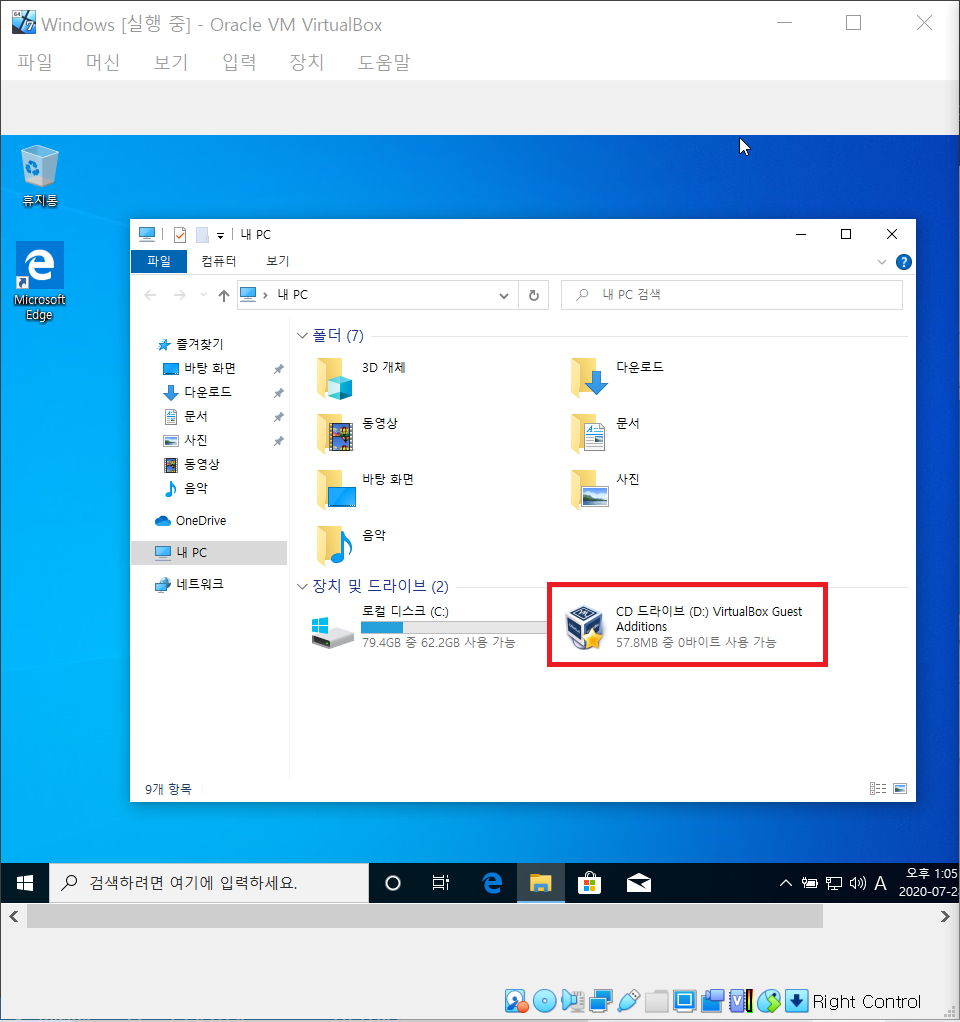 Windows [실행 중] - Oracle VM VirtualBox
파일 머신 보기 입력 장치 도움말
휴지통
Microsoft
Edge
내 PC
파일 컴퓨터 보기
내 PC
내 PC 검색
즐겨찾기
바탕 화면
다운로드
문서
사진
동영상
음악
OneDrive
내 PC
네트워크
폴더 (7)
3D 개체
다운로드
동영상
문서
바탕 화면
사진
음악
장치 및 드라이브 (2)
로컬 디스크 (C:)
79.4GB 중 62.2GB 사용 가능
CD 드라이브 (D:) VirtualBox Guest
Additions
57.8MB 중 0바이트 사용 가능
9개 항목
검색하려면 여기에 입력하세요.
A
오후 1:05
2020-07-2
Right Control